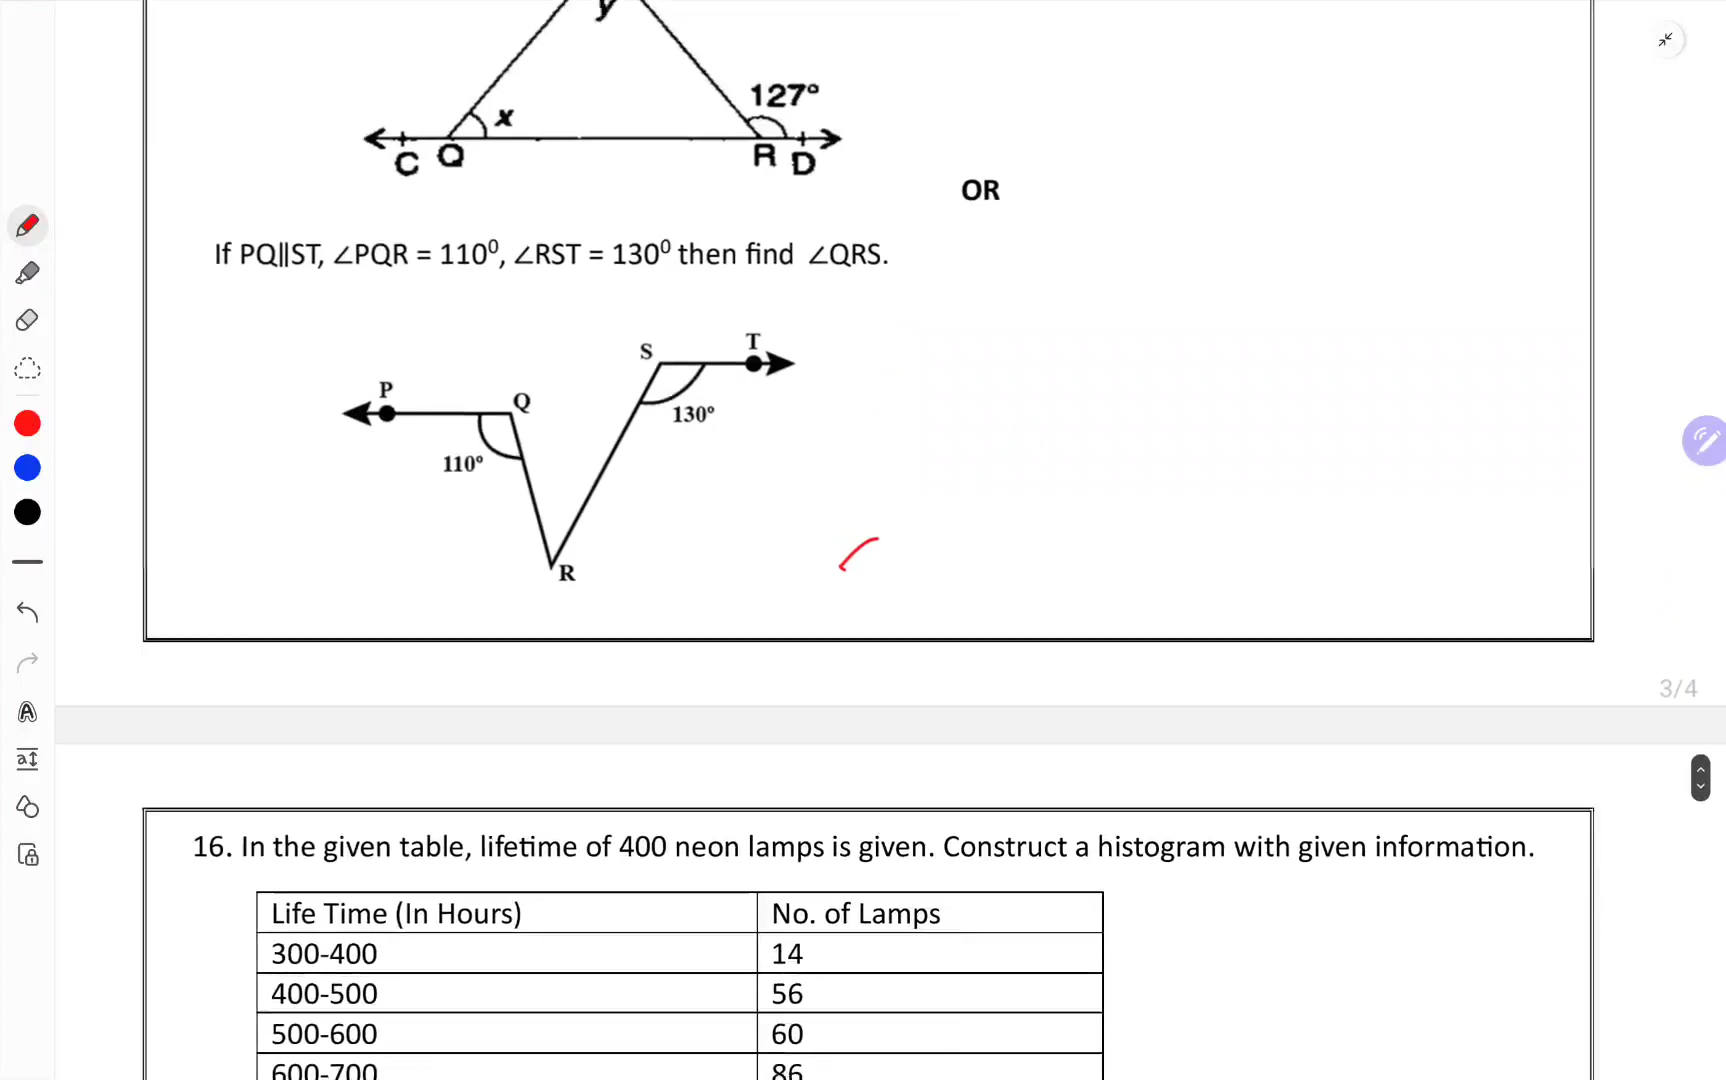 y
x
127°
C Q R D
OR
If PQ∥ST, ∠PQR = 110⁰, ∠RST = 130⁰ then find ∠QRS.
S T
P Q
130°
110°
R
3/4
16. In the given table, lifetime of 400 neon lamps is given. Construct a histogram with given information.
Life Time (In Hours) No. of Lamps
300-400 14
400-500 56
500-600 60
600-700 86